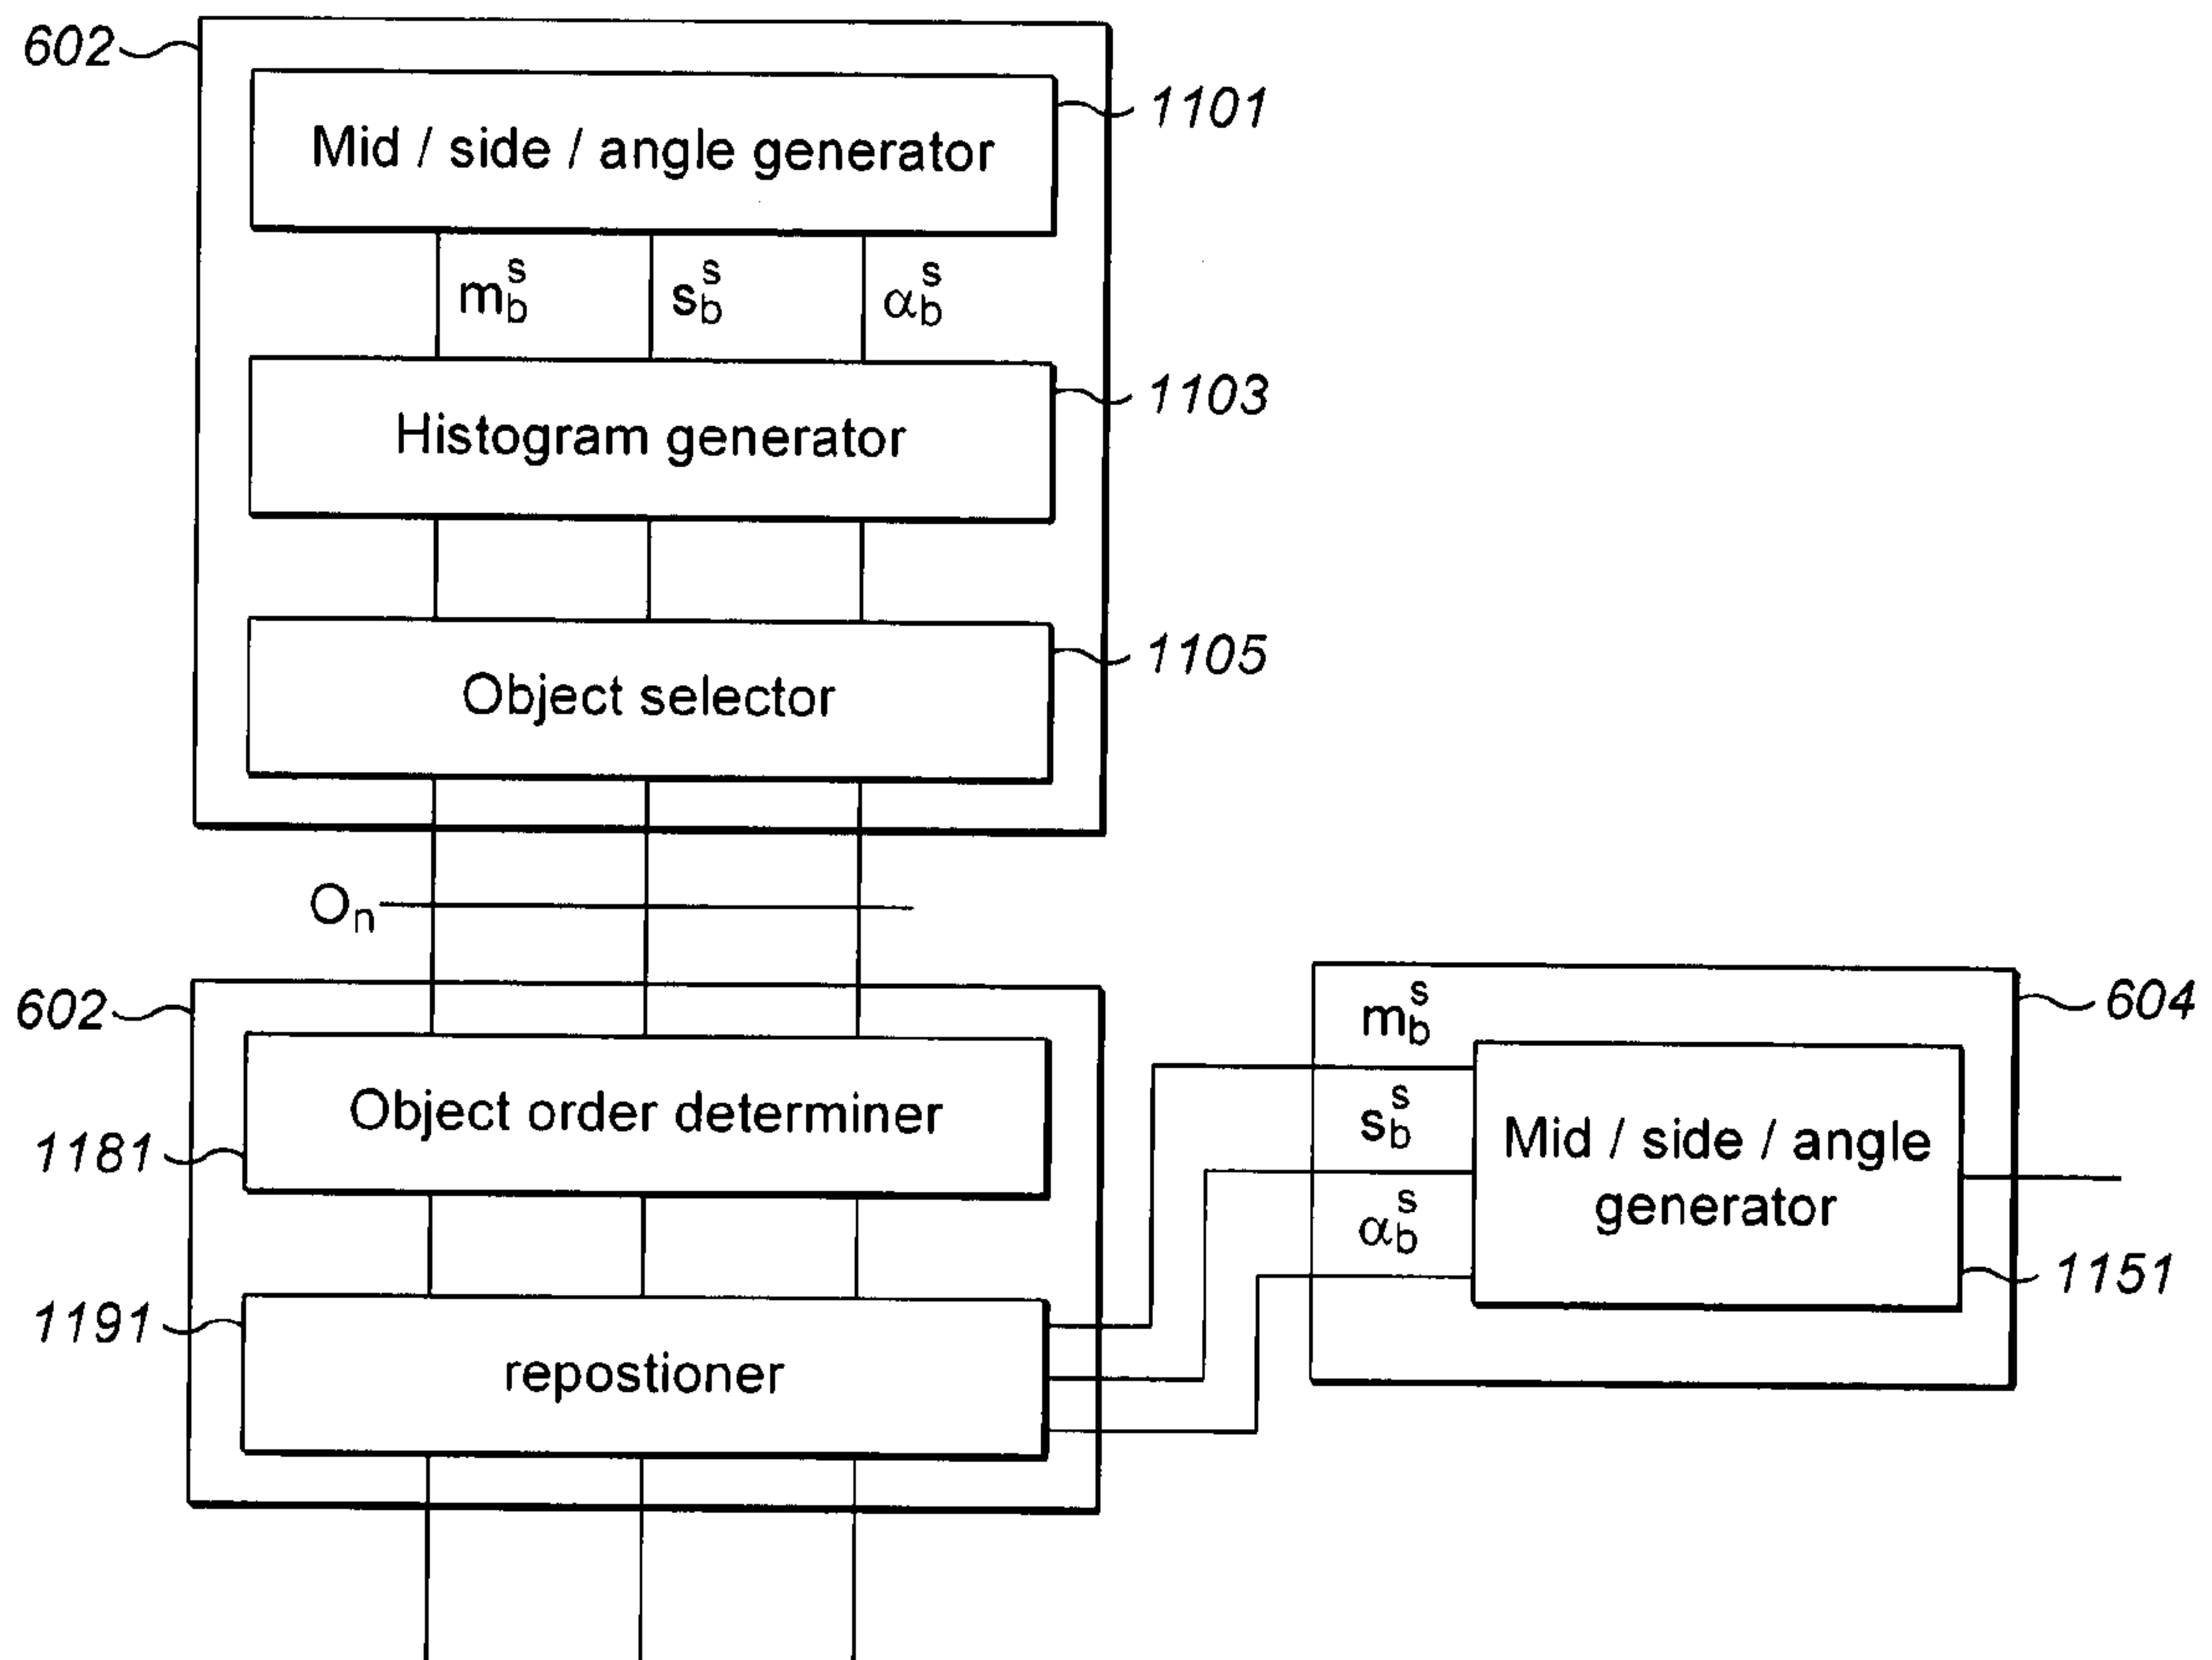 602
1101
Mid / side / angle generator
m_b^s
s_b^s
α_b^s
1103
Histogram generator
1105
Object selector
O_n
602
604
m_b^s
Object order determiner
s_b^s
Mid / side / angle
generator
1181
α_b^s
1151
1191
repostioner